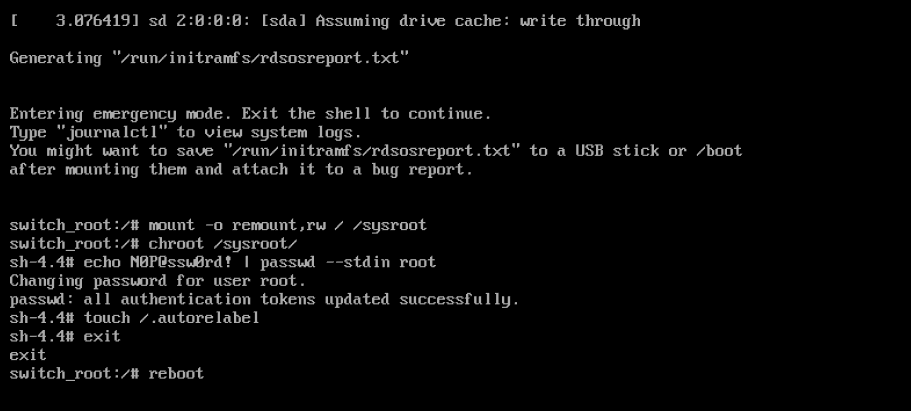 [    3.076419] sd 2:0:0:0: [sda] Assuming drive cache: write through
Generating "/run/initramfs/rdsosreport.txt"
Entering emergency mode. Exit the shell to continue.
Type "journalctl" to view system logs.
You might want to save "/run/initramfs/rdsosreport.txt" to a USB stick or /boot
after mounting them and attach it to a bug report.
switch_root:/# mount -o remount,rw / /sysroot
switch_root:/# chroot /sysroot/
sh-4.4# echo N0P@ssw0rd! | passwd --stdin root
Changing password for user root.
passwd: all authentication tokens updated successfully.
sh-4.4# touch /.autorelabel
sh-4.4# exit
exit
switch_root:/# reboot